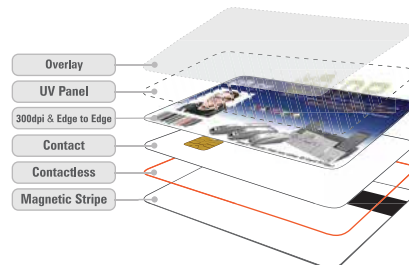 Overlay
UV Panel
300dpi & Edge to Edge
Contact
Contactless
Magnetic Stripe